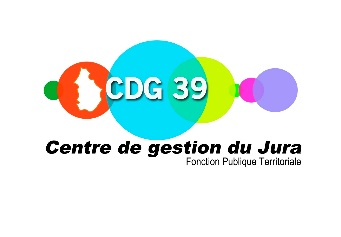 CDG 39
Centre de gestion du Jura
Fonction Publique Territoriale